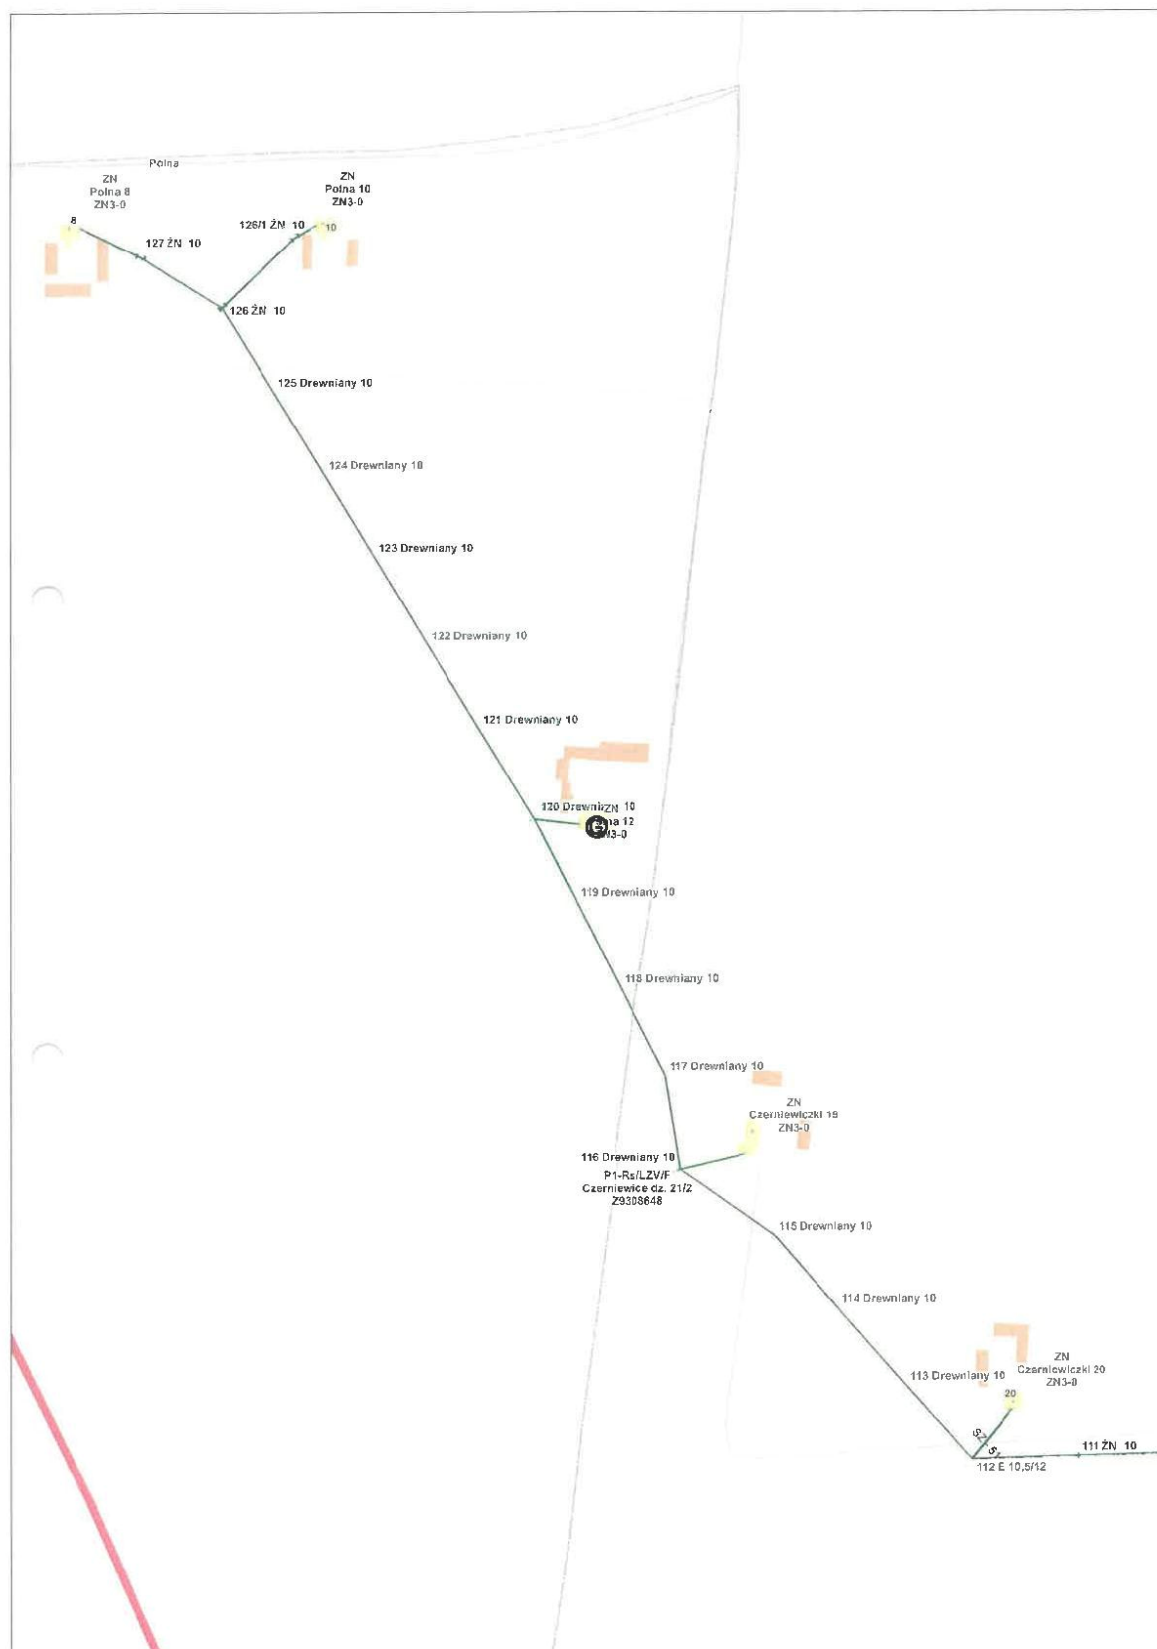 Polna
ZN
Polna 8
ZN3-0
ZN
Polna 10
ZN3-0
8
126/1 ŻN 10
10
127 ŻN 10
126 ŻN 10
125 Drewniany 10
124 Drewniany 10
123 Drewniany 10
122 Drewniany 10
121 Drewniany 10
120 Drewniany 10
ZN
12
G
ZN3-0
119 Drewniany 10
118 Drewniany 10
117 Drewniany 10
ZN
Czerniewiczki 19
ZN3-0
116 Drewniany 10
P1-Rs/LZV/F
Czerniewice dz. 21/2
Z9308648
115 Drewniany 10
114 Drewniany 10
ZN
113 Drewniany 10
Czerniewiczki 20
ZN3-0
20
111 ŻN 10
112 E 10,5/12